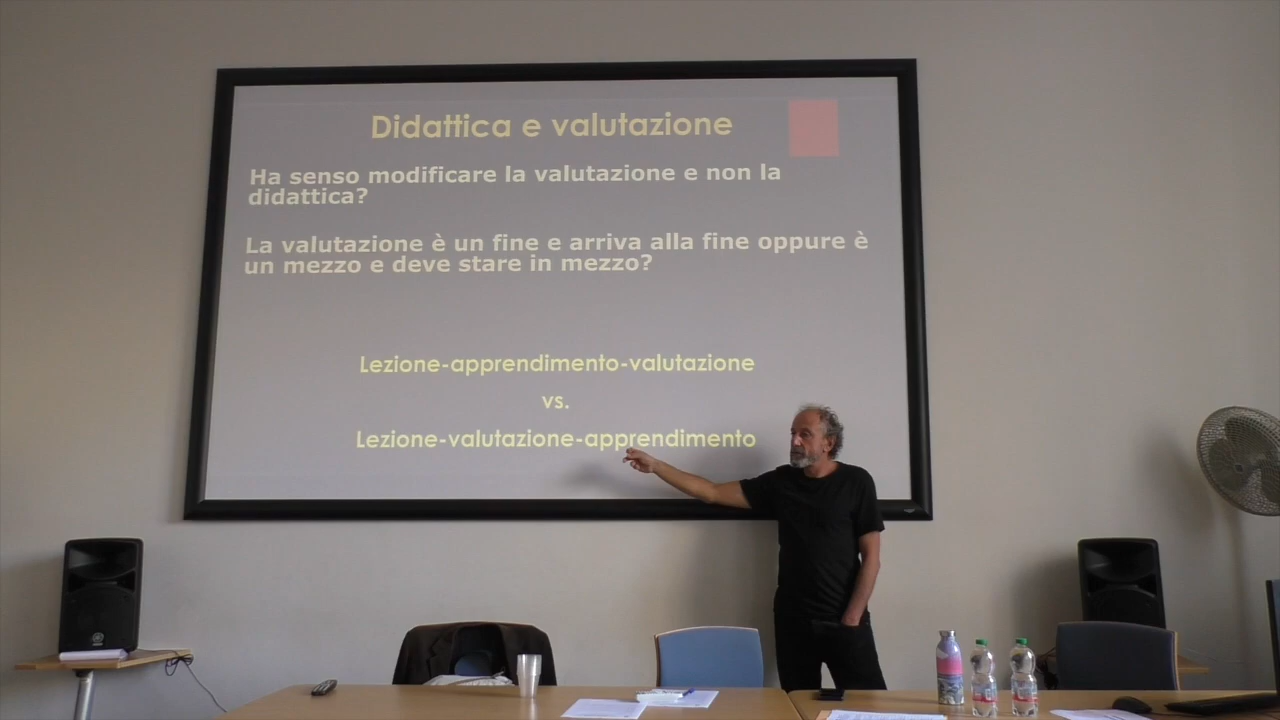 Didattica e valutazione
Ha senso modificare la valutazione e non la
didattica?
La valutazione è un fine e arriva alla fine oppure è
un mezzo e deve stare in mezzo?
Lezione-apprendimento-valutazione
vs.
Lezione-valutazione-apprendimento